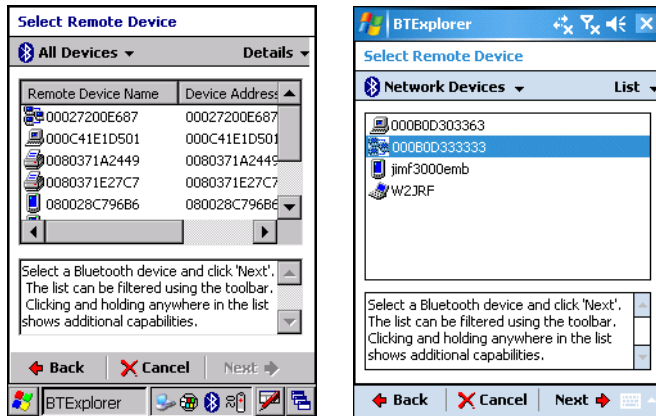 Select Remote Device
All Devices Details
Remote Device Name Device Address
00027200E687 00027200E687
000C41E1D501 000C41E1D501
0080371A2449 0080371A2449
0080371E27C7 0080371E27C7
080028C796B6 080028C796B6
Select a Bluetooth device and click 'Next'.
The list can be filtered using the toolbar.
Clicking and holding anywhere in the list
shows additional capabilities.
Back Cancel Next
BTExplorer
BTExplorer
Select Remote Device
Network Devices List
000B0D303363
000B0D333333
jimf3000emb
W2JRF
Select a Bluetooth device and click 'Next'.
The list can be filtered using the toolbar.
Clicking and holding anywhere in the list
shows additional capabilities.
Back Cancel Next